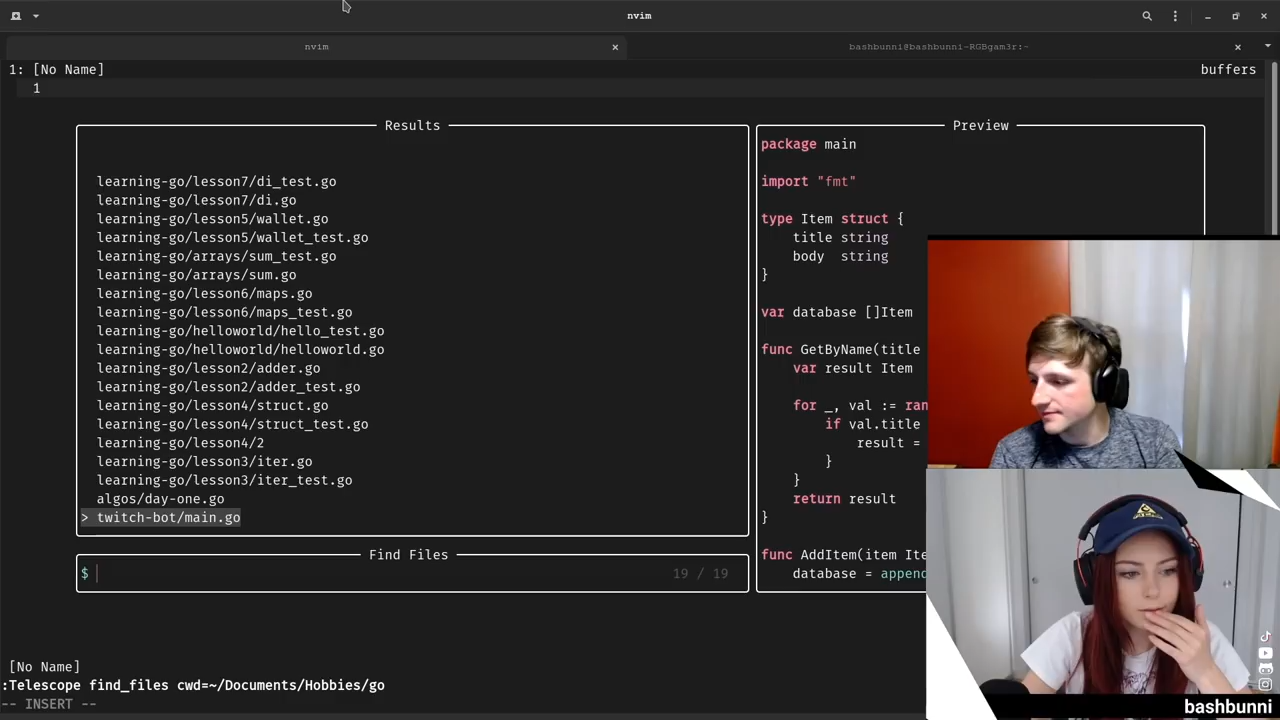 nvim
nvim
bashbunni@bashbunni-RGBgam3r:~
1: [No Name]
buffers
1
Results
learning-go/lesson7/di_test.go
learning-go/lesson7/di.go
learning-go/lesson5/wallet.go
learning-go/lesson5/wallet_test.go
learning-go/arrays/sum_test.go
learning-go/arrays/sum.go
learning-go/lesson6/maps.go
learning-go/lesson6/maps_test.go
learning-go/helloworld/hello_test.go
learning-go/helloworld/helloworld.go
learning-go/lesson2/adder.go
learning-go/lesson2/adder_test.go
learning-go/lesson4/struct.go
learning-go/lesson4/struct_test.go
learning-go/lesson4/2
learning-go/lesson3/iter.go
learning-go/lesson3/iter_test.go
algos/day-one.go
> twitch-bot/main.go
Find Files
$
19 / 19
Preview
package main
import "fmt"
type Item struct {
title string
body string
}
var database []Item
func GetByName(title
var result Item
for _, val := ran
if val.title
result =
}
}
return result
}
func AddItem(item Ite
database = append
[No Name]
:Telescope find_files cwd=~/Documents/Hobbies/go
-- INSERT --
bashbunni